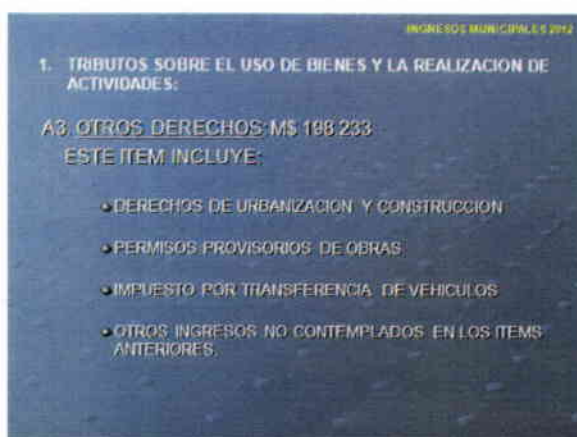 INGRESOS MUNICIPALES 2012
1. TRIBUTOS SOBRE EL USO DE BIENES Y LA REALIZACION DE
ACTIVIDADES:
A3 OTROS DERECHOS: M$ 198.233
ESTE ITEM INCLUYE:
DERECHOS DE URBANIZACION Y CONSTRUCCION
PERMISOS PROVISORIOS DE OBRAS
IMPUESTO POR TRANSFERENCIA DE VEHICULOS
OTROS INGRESOS NO CONTEMPLADOS EN LOS ITEMS
ANTERIORES.